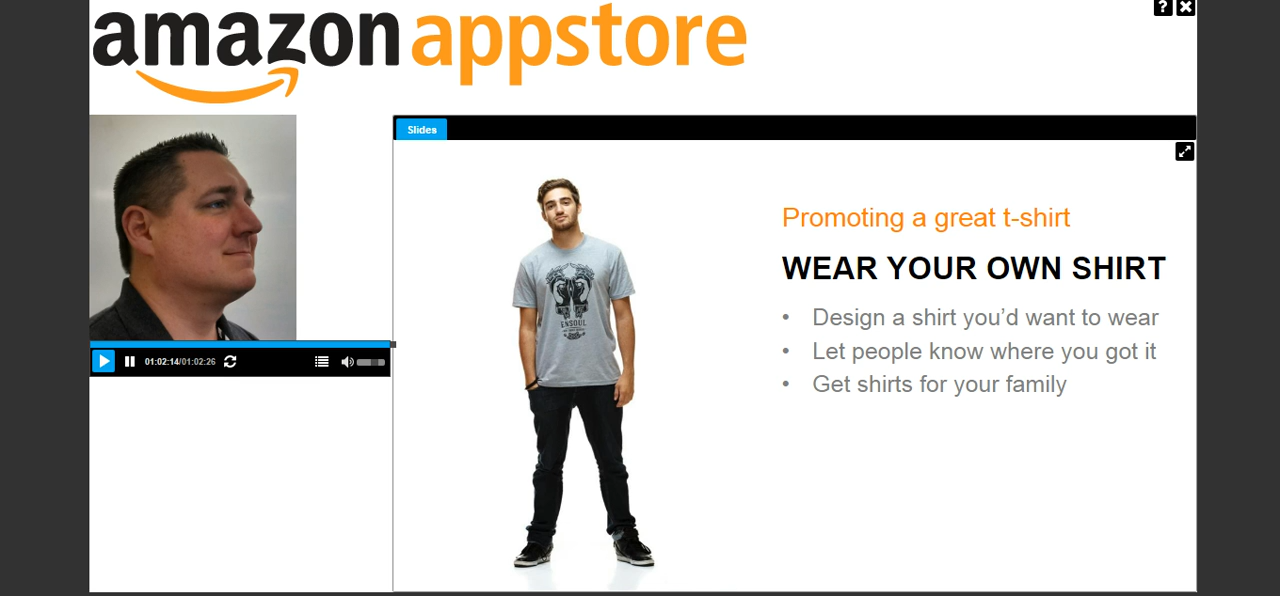 amazon appstore
? ×
Slides
Promoting a great t-shirt
WEAR YOUR OWN SHIRT
• Design a shirt you’d want to wear
• Let people know where you got it
• Get shirts for your family
ENSOUL
01:02:14/01:02:26